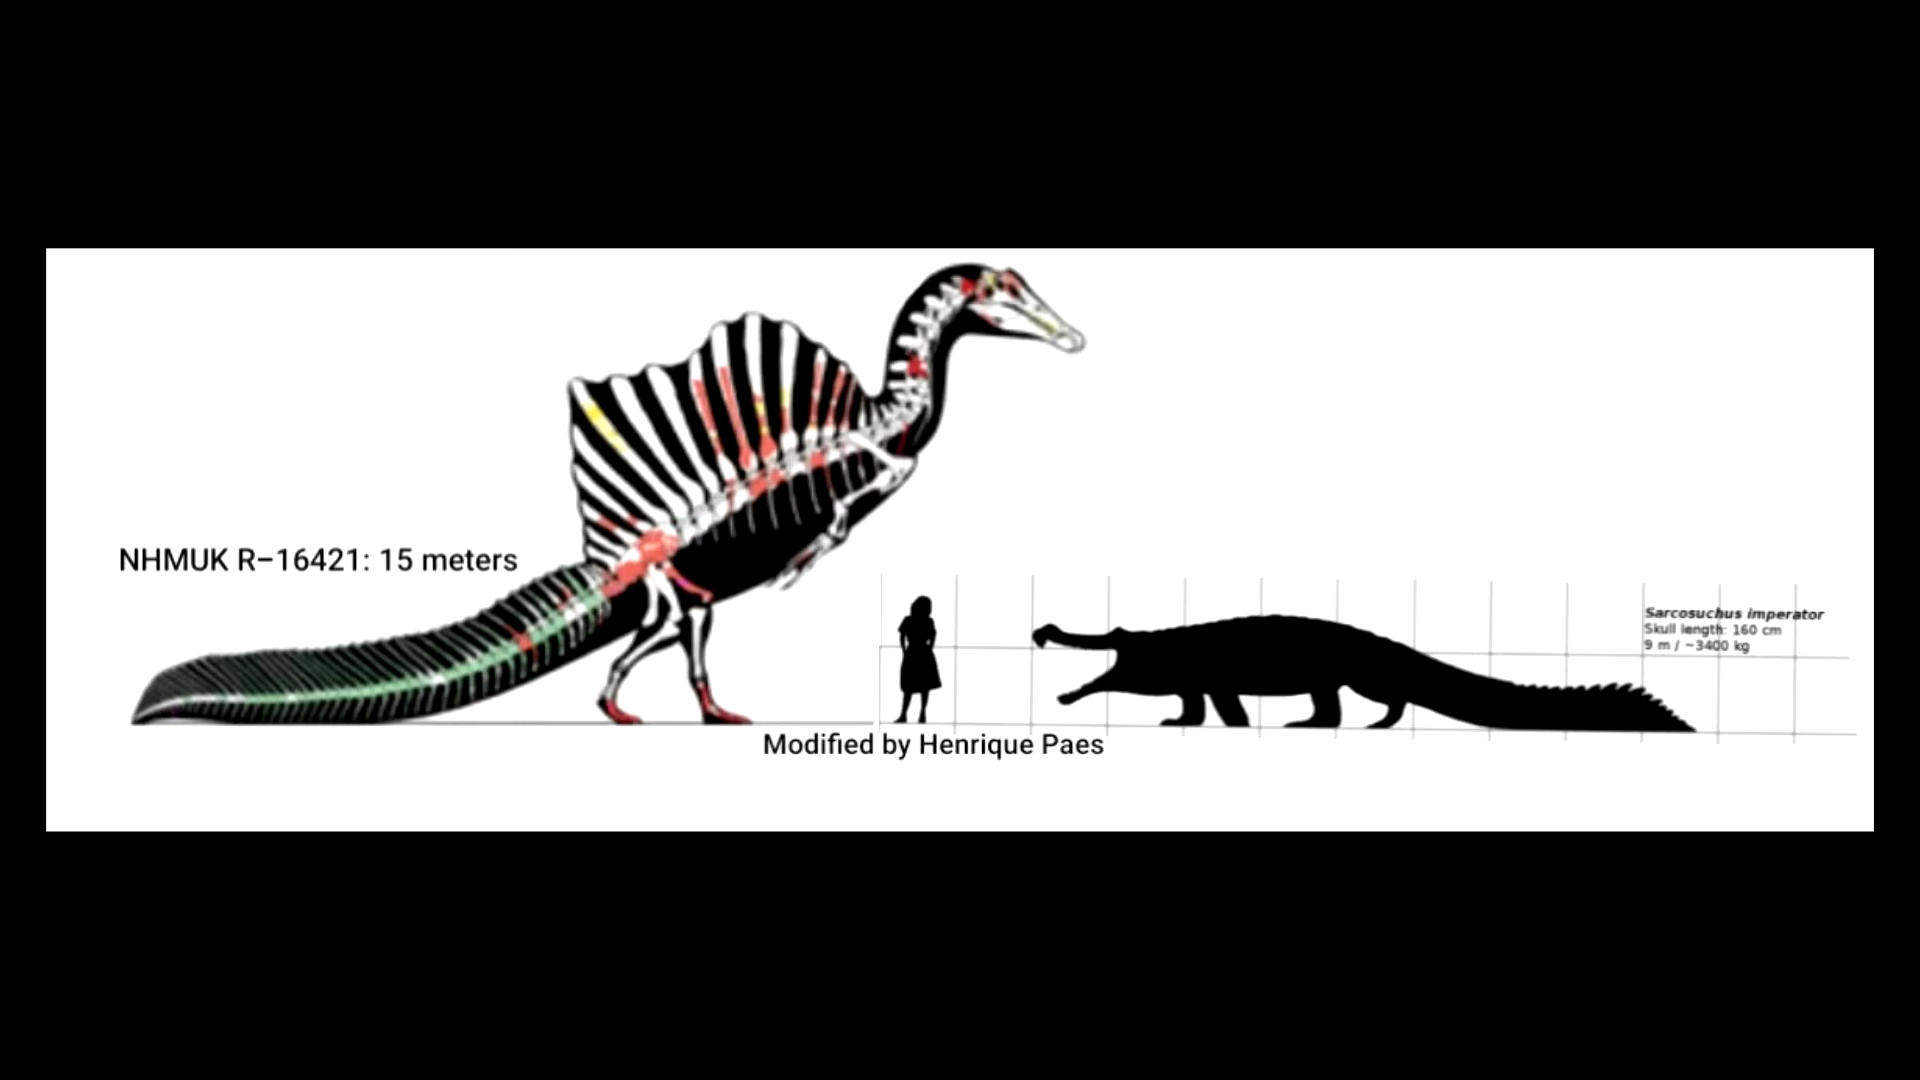 NHMUK R−16421: 15 meters
Sarcosuchus imperator
Skull length: 160 cm
9 m / ~3400 kg
Modified by Henrique Paes